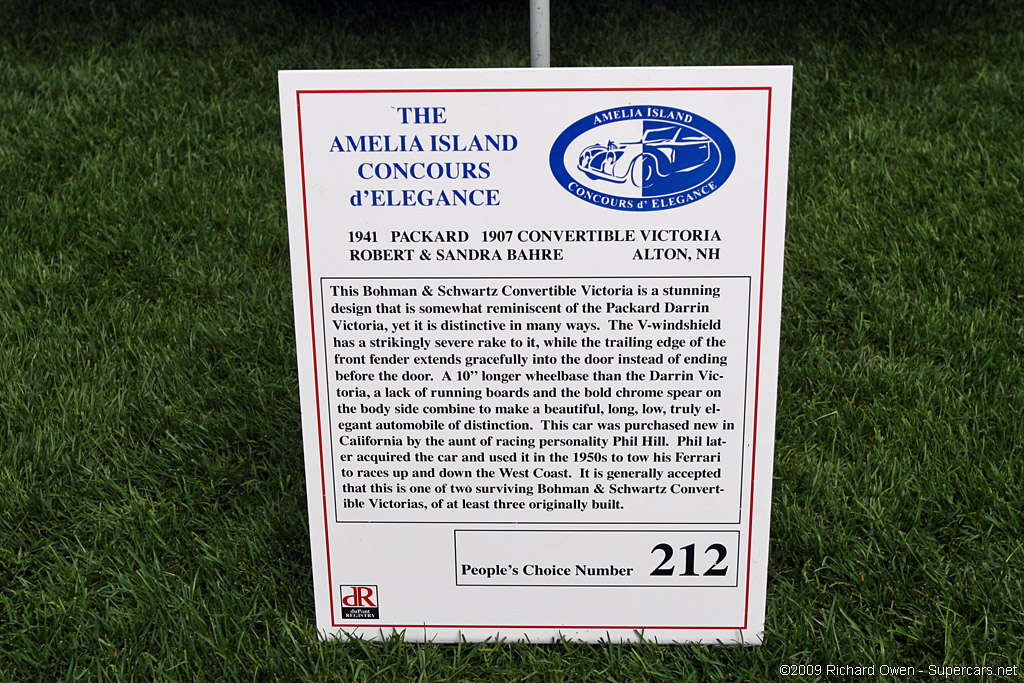 THE
AMELIA ISLAND
CONCOURS
d'ELEGANCE
AMELIA ISLAND
CONCOURS d' ELEGANCE
1941 PACKARD 1907 CONVERTIBLE VICTORIA
ROBERT & SANDRA BAHRE ALTON, NH
This Bohman & Schwartz Convertible Victoria is a stunning
design that is somewhat reminiscent of the Packard Darrin
Victoria, yet it is distinctive in many ways. The V-windshield
has a strikingly severe rake to it, while the trailing edge of the
front fender extends gracefully into the door instead of ending
before the door. A 10" longer wheelbase than the Darrin Vic-
toria, a lack of running boards and the bold chrome spear on
the body side combine to make a beautiful, long, low, truly el-
egant automobile of distinction. This car was purchased new in
California by the aunt of racing personality Phil Hill. Phil lat-
er acquired the car and used it in the 1950s to tow his Ferrari
to races up and down the West Coast. It is generally accepted
that this is one of two surviving Bohman & Schwartz Convert-
ible Victorias, of at least three originally built.
People's Choice Number 212
dR
duPont
REGISTRY
©2009 Richard Owen - Supercars.net